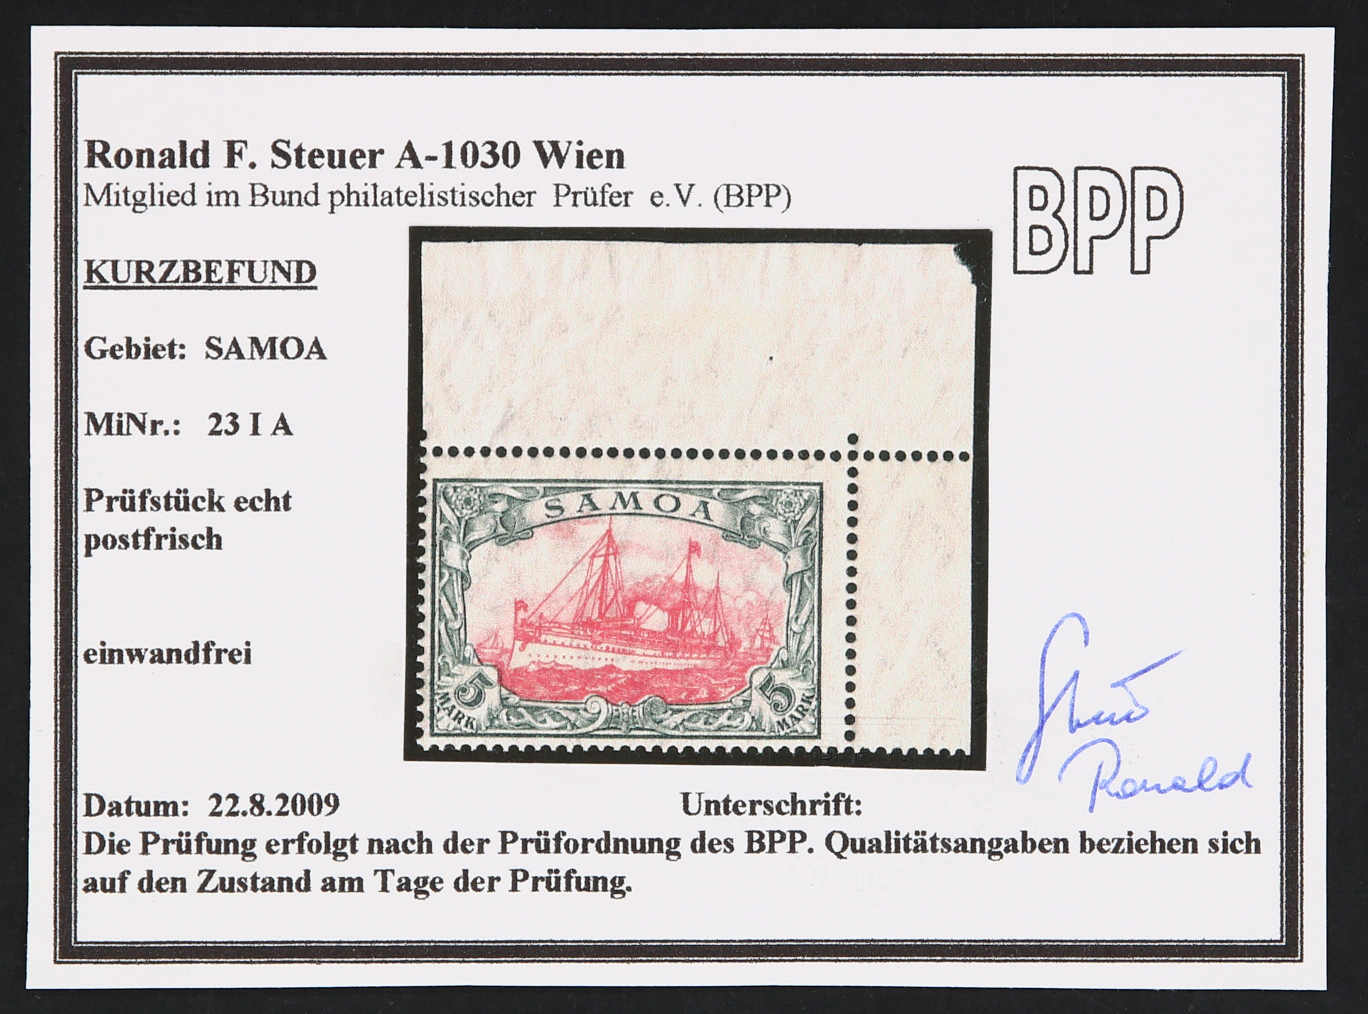 Ronald F. Steuer A-1030 Wien
Mitglied im Bund philatelistischer Prüfer e.V. (BPP)
BPP
KURZBEFUND
Gebiet: SAMOA
MiNr.: 23 I A
Prüfstück echt
postfrisch
einwandfrei
SAMOA
5 MARK
5 MARK
Steuer
Ronald
Datum: 22.8.2009 Unterschrift:
Die Prüfung erfolgt nach der Prüfordnung des BPP. Qualitätsangaben beziehen sich
auf den Zustand am Tage der Prüfung.